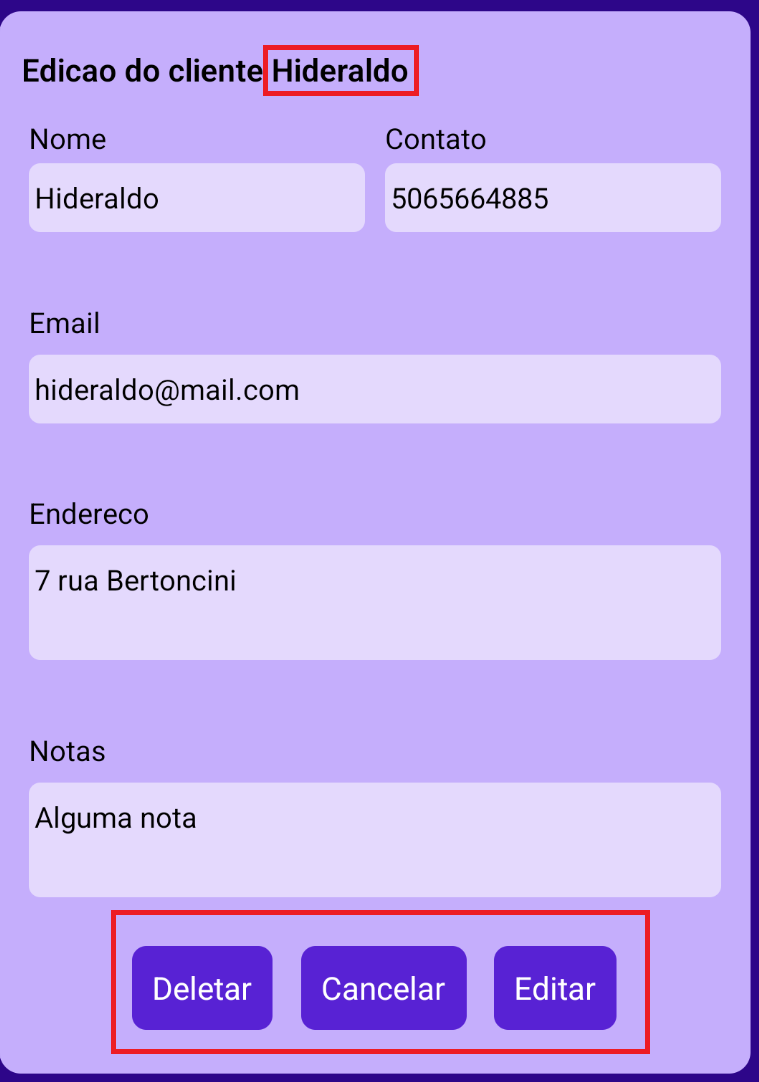 Edicao do cliente Hideraldo
Nome Contato
Hideraldo 5065664885
Email
hideraldo@mail.com
Endereco
7 rua Bertoncini
Notas
Alguma nota
Deletar Cancelar Editar